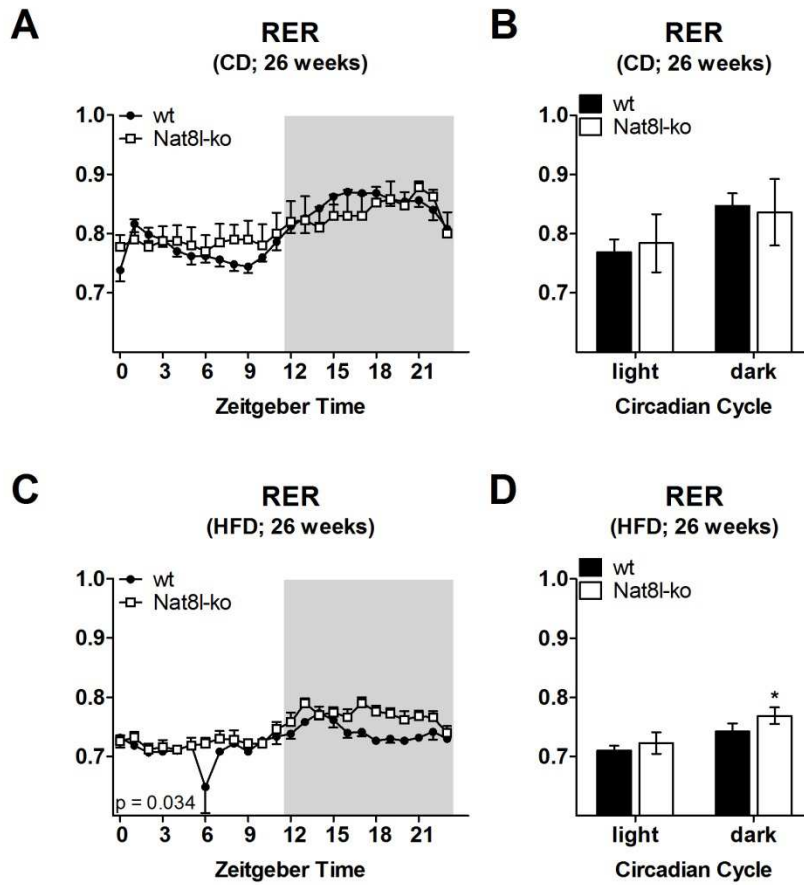 A
RER
(CD; 26 weeks)
wt
Nat8l-ko
1.0
0.9
0.8
0.7
0 3 6 9 12 15 18 21
Zeitgeber Time
B
RER
(CD; 26 weeks)
wt
Nat8l-ko
1.0
0.9
0.8
0.7
light dark
Circadian Cycle
C
RER
(HFD; 26 weeks)
wt
Nat8l-ko
1.0
0.9
0.8
0.7
p = 0.034
0 3 6 9 12 15 18 21
Zeitgeber Time
D
RER
(HFD; 26 weeks)
wt
Nat8l-ko
1.0
0.9
0.8
0.7
*
light dark
Circadian Cycle